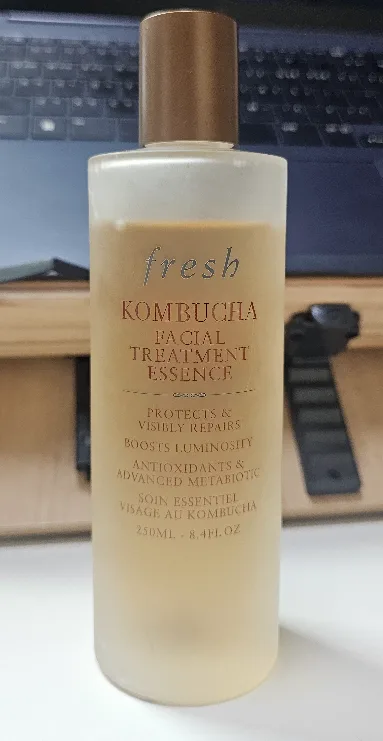 fresh
KOMBUCHA
FACIAL
TREATMENT
ESSENCE
PROTECTS &
VISIBLY REPAIRS
BOOSTS LUMINOSITY
ANTIOXIDANTS &
ADVANCED METABIOTIC
SOIN ESSENTIEL
VISAGE AU KOMBUCHA
250ML - 8.4FL OZ